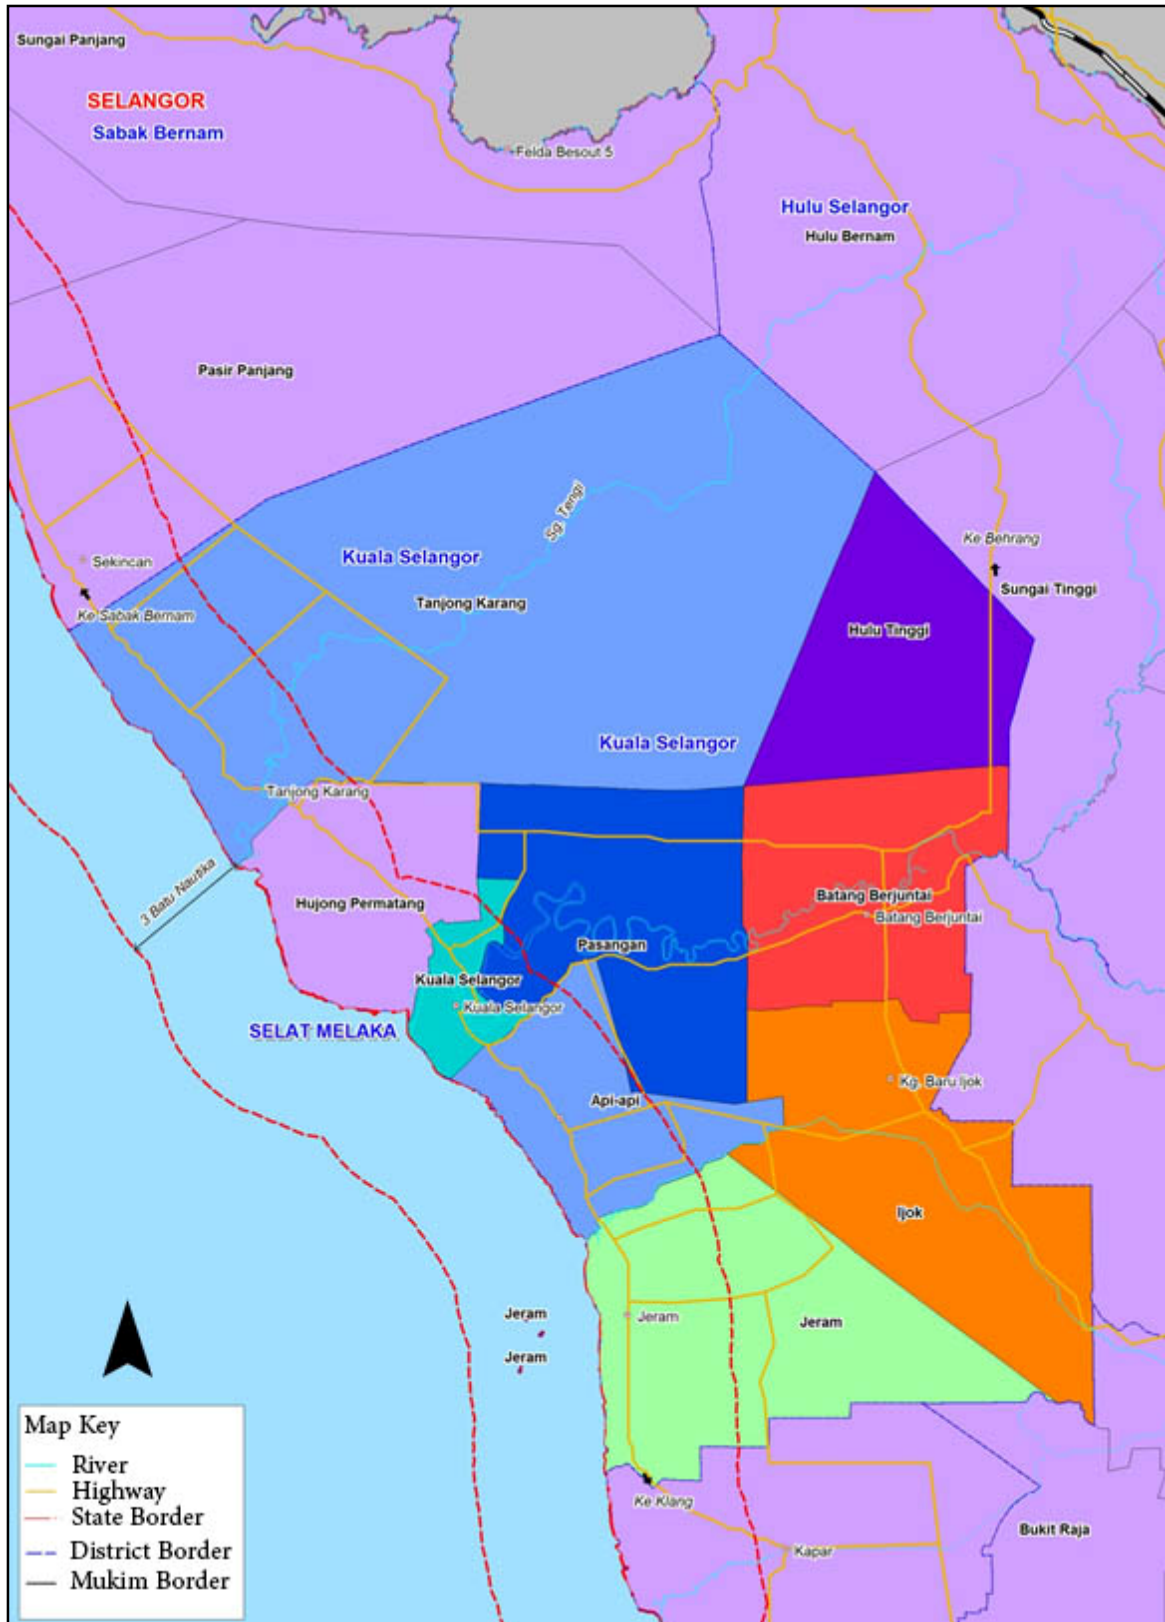 Sungai Panjang
SELANGOR
Sabak Bernam
Felda Besout 5
Hulu Selangor
Hulu Bernam
Pasir Panjang
Sg. Tengi
Ke Behrang
Kuala Selangor
Sekincan
Sungai Tinggi
Tanjong Karang
Ke Sabak Bernam
Hulu Tinggi
Kuala Selangor
Tanjong Karang
3 Batu Nautika
Hujong Permatang
Batang Berjuntai
Batang Berjuntai
Pasangan
Kuala Selangor
Kuala Selangor
SELAT MELAKA
Kg. Baru Ijok
Api-api
Ijok
Jeram
Jeram
Jeram
Jeram
Map Key
River
Highway
State Border
District Border
Mukim Border
Ke Klang
Bukit Raja
Kapar